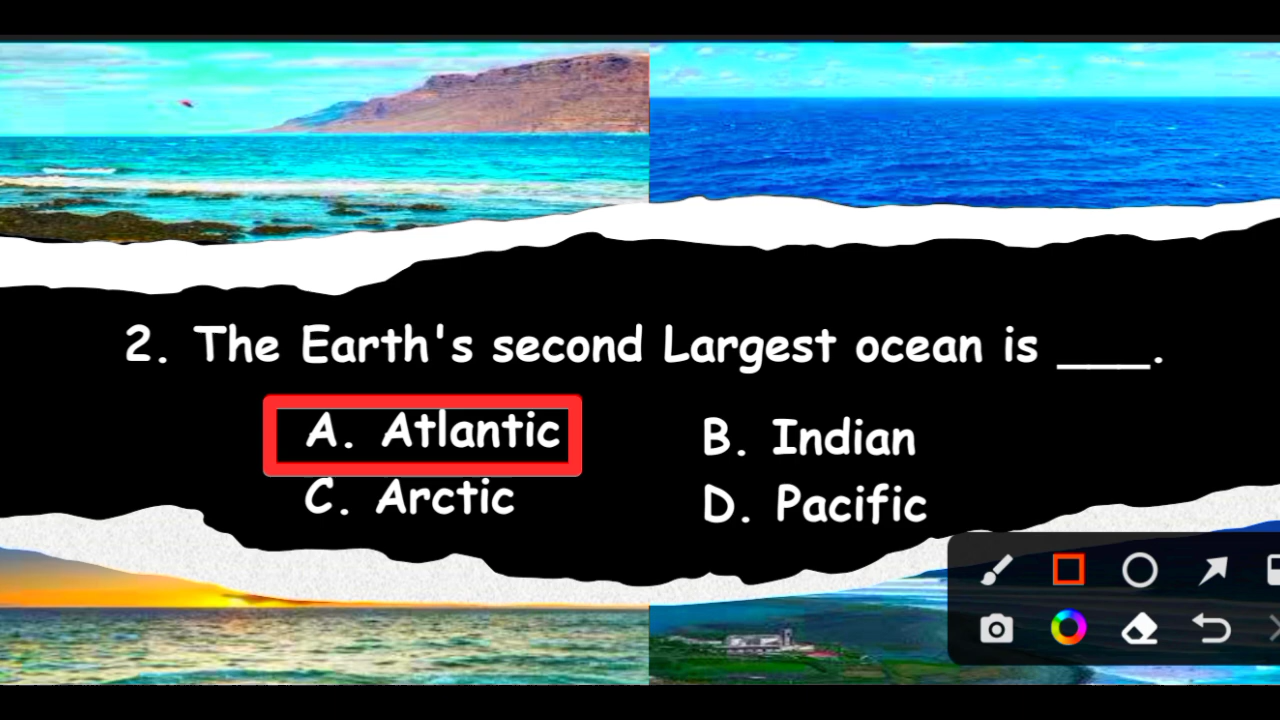 2. The Earth's second Largest ocean is ___.
A. Atlantic B. Indian
C. Arctic D. Pacific